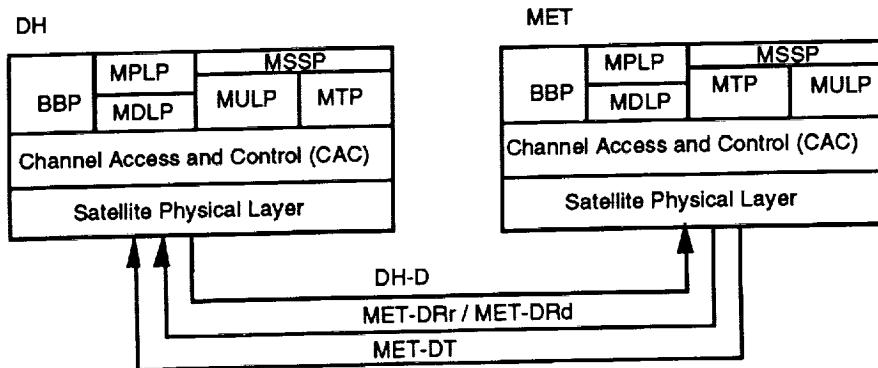 DH
MPLP
MSSP
BBP
MDLP
MULP
MTP
Channel Access and Control (CAC)
Satellite Physical Layer
MET
MPLP
MSSP
BBP
MDLP
MTP
MULP
Channel Access and Control (CAC)
Satellite Physical Layer
DH-D
MET-DRr / MET-DRd
MET-DT